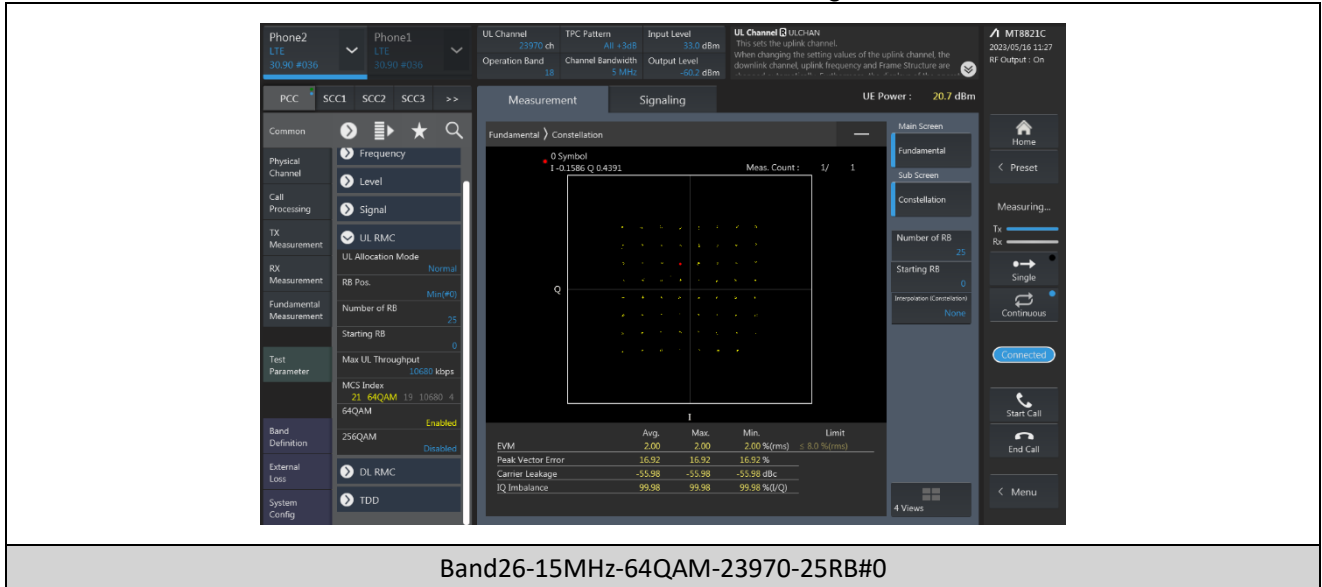 Phone2
LTE
30.90 #036
Phone1
LTE
30.90 #036
UL Channel
23970 ch
TPC Pattern
All +3dB
Input Level
33.0 dBm
Operation Band
18
Channel Bandwidth
5 MHz
Output Level
-60.2 dBm
UL Channel ULCHAN
This sets the uplink channel.
When changing the setting values of the uplink channel, the
downlink channel, uplink frequency and Frame Structure are
MT8821C
2023/05/16 11:27
RF Output : On
PCC SCC1 SCC2 SCC3 >>
Measurement
Signaling
UE Power : 20.7 dBm
Common
Physical
Channel
Call
Processing
TX
Measurement
RX
Measurement
Fundamental
Measurement
Test
Parameter
Band
Definition
External
Loss
System
Config
Frequency
Level
Signal
UL RMC
UL Allocation Mode
Normal
RB Pos.
Min(#0)
Number of RB
25
Starting RB
0
Max UL Throughput
10680 kbps
MCS Index
21 64QAM 19 10680 4
64QAM
Enabled
256QAM
Disabled
DL RMC
TDD
Fundamental > Constellation
0 Symbol
I -0.1586 Q 0.4391
Meas. Count : 1/ 1
Q
I
Avg. Max. Min. Limit
EVM 2.00 2.00 2.00 %(rms) ≤ 8.0 %(rms)
Peak Vector Error 16.92 16.92 16.92 %
Carrier Leakage -55.98 -55.98 -55.98 dBc
IQ Imbalance 99.98 99.98 99.98 %(I/Q)
Main Screen
Fundamental
Sub Screen
Constellation
Number of RB
25
Starting RB
0
Interpolation (Constellation)
None
4 Views
Home
< Preset
Measuring...
Tx
Rx
Single
Continuous
Connected
Start Call
End Call
< Menu
Band26-15MHz-64QAM-23970-25RB#0